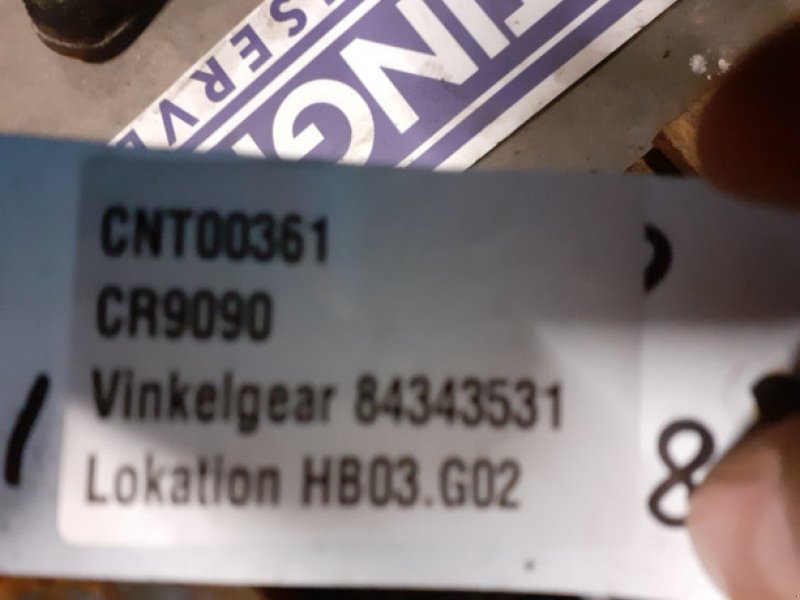 CNT00361
CR9090
Vinkelgear 84343531
Lokation HB03.G02
8